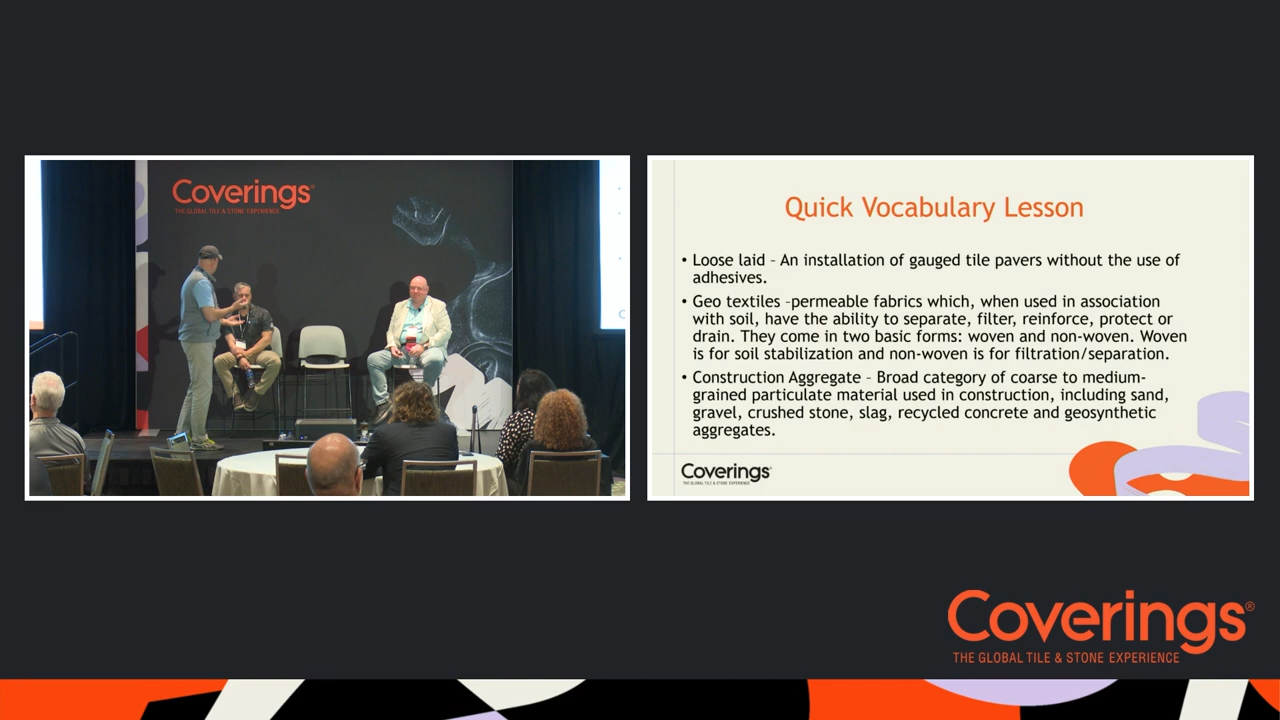 Coverings®
THE GLOBAL TILE & STONE EXPERIENCE
Quick Vocabulary Lesson
• Loose laid - An installation of gauged tile pavers without the use of
adhesives.
• Geo textiles -permeable fabrics which, when used in association
with soil, have the ability to separate, filter, reinforce, protect or
drain. They come in two basic forms: woven and non-woven. Woven
is for soil stabilization and non-woven is for filtration/separation.
• Construction Aggregate - Broad category of coarse to medium-
grained particulate material used in construction, including sand,
gravel, crushed stone, slag, recycled concrete and geosynthetic
aggregates.
Coverings®
THE GLOBAL TILE & STONE EXPERIENCE
Coverings®
THE GLOBAL TILE & STONE EXPERIENCE